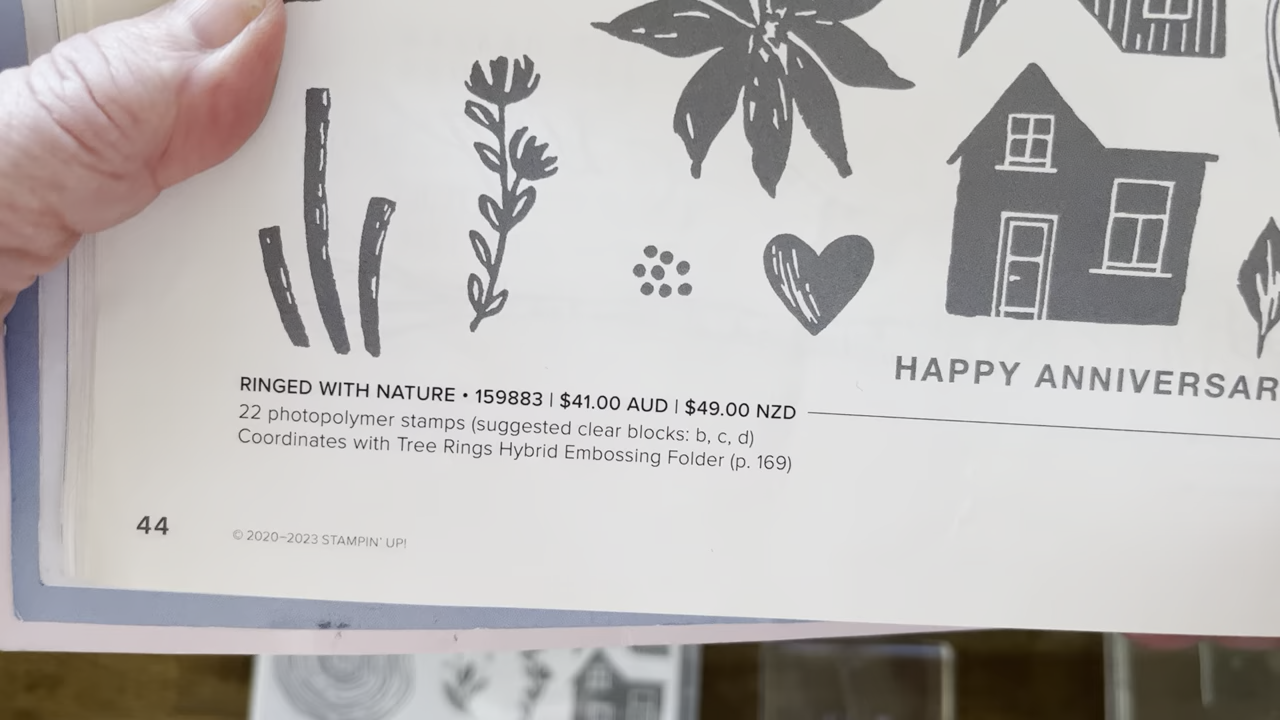 HAPPY ANNIVERSAR
RINGED WITH NATURE • 159883 | $41.00 AUD | $49.00 NZD
22 photopolymer stamps (suggested clear blocks: b, c, d)
Coordinates with Tree Rings Hybrid Embossing Folder (p. 169)
44
© 2020–2023 STAMPIN' UP!